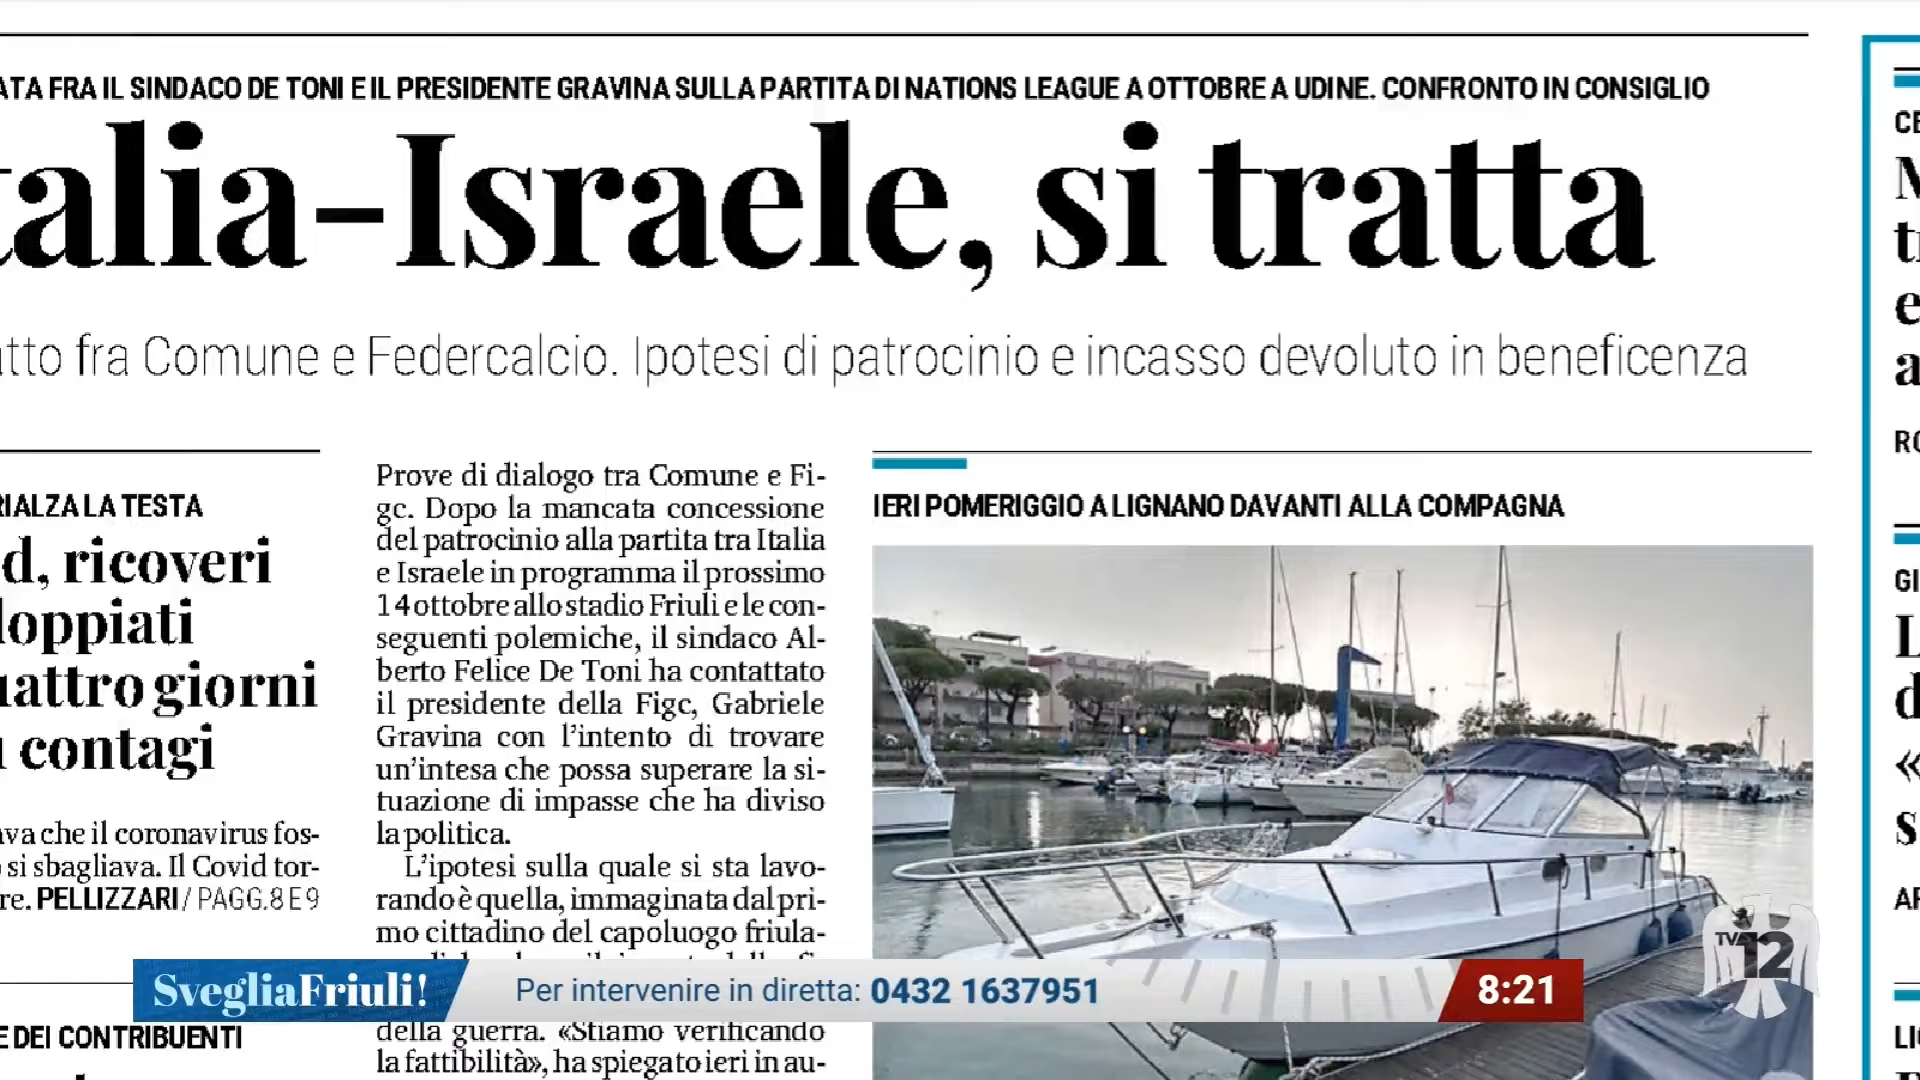 FRA IL SINDACO DE TONI E IL PRESIDENTE GRAVINA SULLA PARTITA DI NATIONS LEAGUE A OTTOBRE A UDINE. CONFRONTO IN CONSIGLIO
talia–Israele, si tratta
fra Comune e Federcalcio. Ipotesi di patrocinio e incasso devoluto in beneficenza
RIALZA LA TESTA
d, ricoveri
loppiati
uattro giorni
contagi
che il coronavirus fos-
si sbagliava. Il Covid tor-
re. PELLIZZARI / PAGG. 8 E 9
E DEI CONTRIBUENTI
Prove di dialogo tra Comune e Fi-
gc. Dopo la mancata concessione
del patrocinio alla partita tra Italia
e Israele in programma il prossimo
14 ottobre allo stadio Friuli e le con-
seguenti polemiche, il sindaco Al-
berto Felice De Toni ha contattato
il presidente della Figc, Gabriele
Gravina con l’intento di trovare
un’intesa che possa superare la si-
tuazione di impasse che ha diviso
la politica.
L’ipotesi sulla quale si sta lavo-
rando è quella, immaginata dal pri-
mo cittadino del capoluogo friula-
della guerra. «Stiamo verificando
la fattibilità», ha spiegato ieri in au-
IERI POMERIGGIO A LIGNANO DAVANTI ALLA COMPAGNA
TV 12
SvegliaFriuli!
Per intervenire in diretta: 0432 1637951
8:21